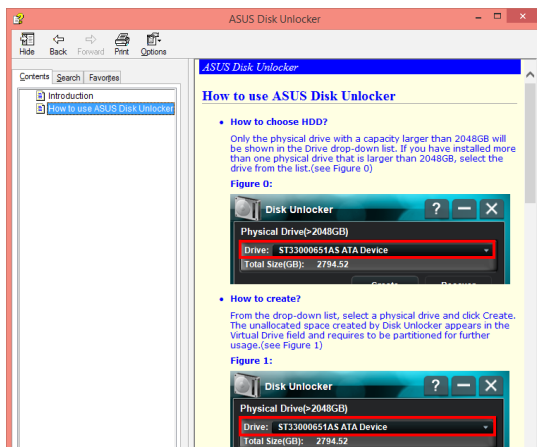 ASUS Disk Unlocker
Hide Back Forward Print Options
Contents Search Favorites
Introduction
How to use ASUS Disk Unlocker
ASUS Disk Unlocker
How to use ASUS Disk Unlocker
• How to choose HDD?
Only the physical drive with a capacity larger than 2048GB will
be shown in the Drive drop-down list. If you have installed more
than one physical drive that is larger than 2048GB, select the
drive from the list.(see Figure 0)
Figure 0:
Disk Unlocker
Physical Drive(>2048GB)
Drive: ST33000651AS ATA Device
Total Size(GB): 2794.52
• How to create?
From the drop-down list, select a physical drive and click Create.
The unallocated space created by Disk Unlocker appears in the
Virtual Drive field and requires to be partitioned for further
usage.(see Figure 1)
Figure 1:
Disk Unlocker
Physical Drive(>2048GB)
Drive: ST33000651AS ATA Device
Total Size(GB): 2794.52